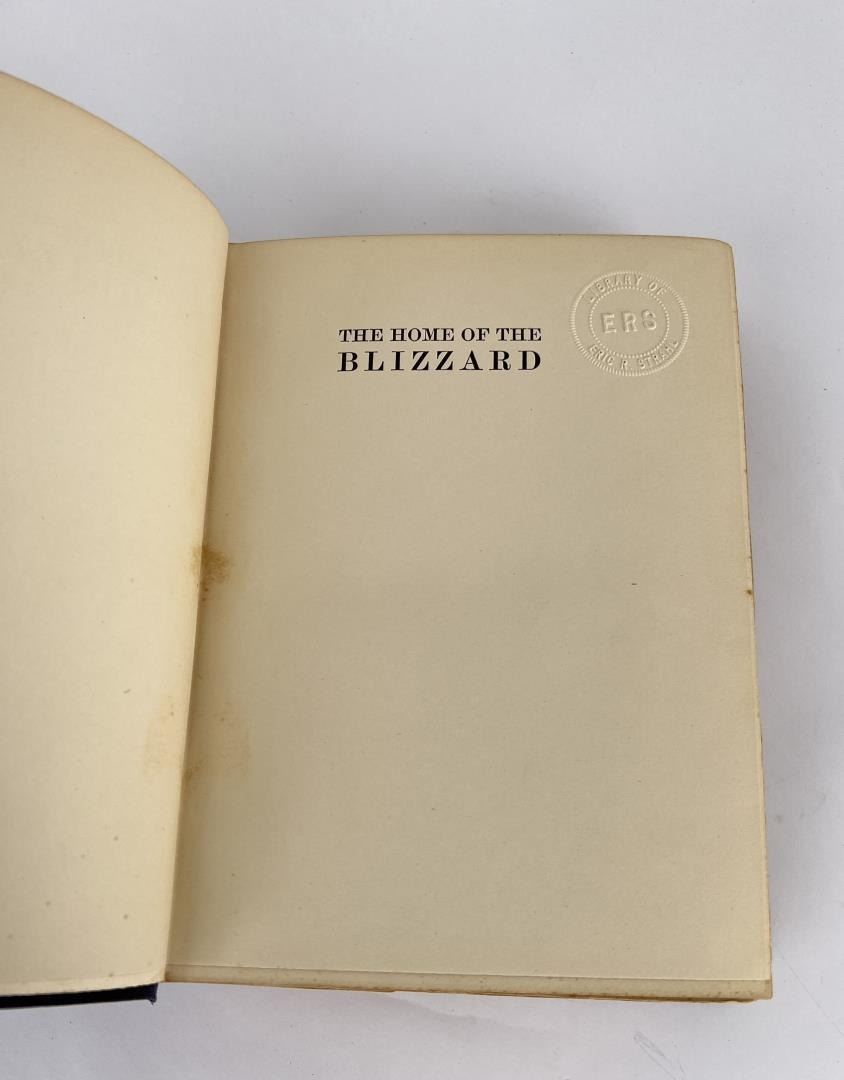 THE HOME OF THE
BLIZZARD
LIBRARY OF
ERS
ERIC R. STRAHL